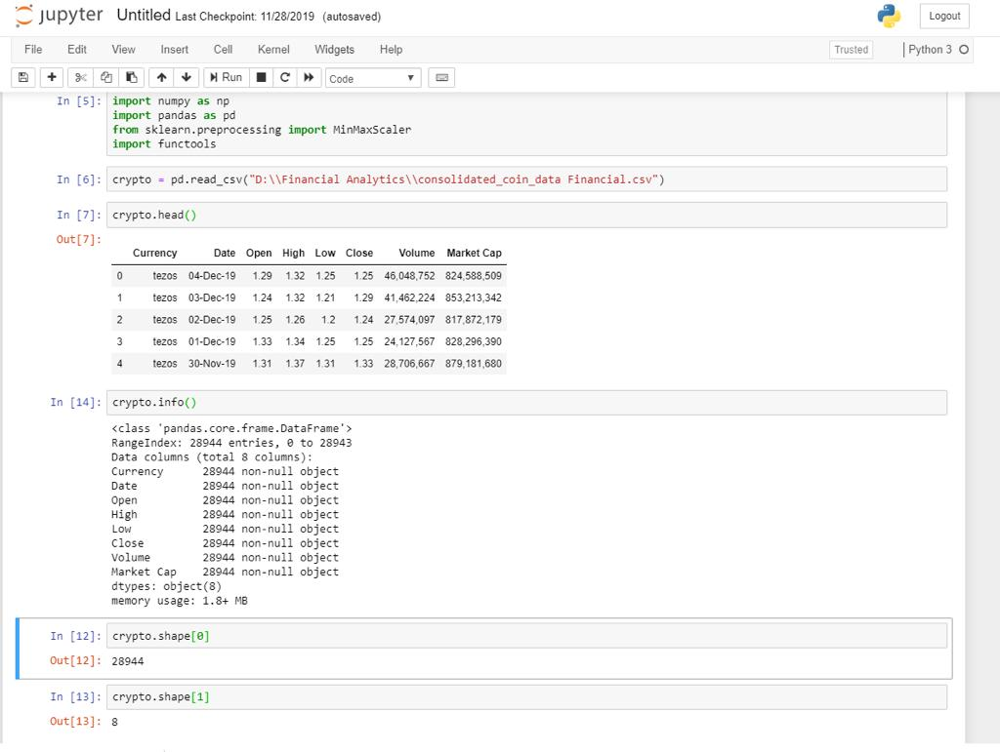 jupyter Untitled Last Checkpoint: 11/28/2019 (autosaved) Logout
File Edit View Insert Cell Kernel Widgets Help Trusted Python 3
Run Code
In [5]: import numpy as np
import pandas as pd
from sklearn.preprocessing import MinMaxScaler
import functools
In [6]: crypto = pd.read_csv("D:\\Financial Analytics\\consolidated_coin_data Financial.csv")
In [7]: crypto.head()
Out[7]:
Currency Date Open High Low Close Volume Market Cap
0 tezos 04-Dec-19 1.29 1.32 1.25 1.25 46,048,752 824,588,509
1 tezos 03-Dec-19 1.24 1.32 1.21 1.29 41,462,224 853,213,342
2 tezos 02-Dec-19 1.25 1.26 1.2 1.24 27,574,097 817,872,179
3 tezos 01-Dec-19 1.33 1.34 1.25 1.25 24,127,567 828,296,390
4 tezos 30-Nov-19 1.31 1.37 1.31 1.33 28,706,667 879,181,680
In [14]: crypto.info()
<class 'pandas.core.frame.DataFrame'>
RangeIndex: 28944 entries, 0 to 28943
Data columns (total 8 columns):
Currency 28944 non-null object
Date 28944 non-null object
Open 28944 non-null object
High 28944 non-null object
Low 28944 non-null object
Close 28944 non-null object
Volume 28944 non-null object
Market Cap 28944 non-null object
dtypes: object(8)
memory usage: 1.8+ MB
In [12]: crypto.shape[0]
Out[12]: 28944
In [13]: crypto.shape[1]
Out[13]: 8